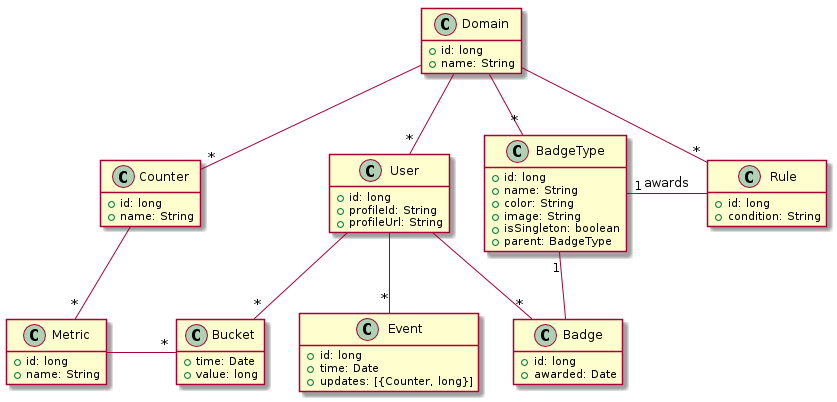 C Domain
id: long
name: String
*
*
*
*
C Counter
id: long
name: String
C User
id: long
profileId: String
profileUrl: String
C BadgeType
id: long
name: String
color: String
image: String
isSingleton: boolean
parent: BadgeType
1 awards
C Rule
id: long
condition: String
1
*
*
*
*
C Metric
id: long
name: String
*
C Bucket
time: Date
value: long
C Event
id: long
time: Date
updates: [{Counter, long}]
C Badge
id: long
awarded: Date